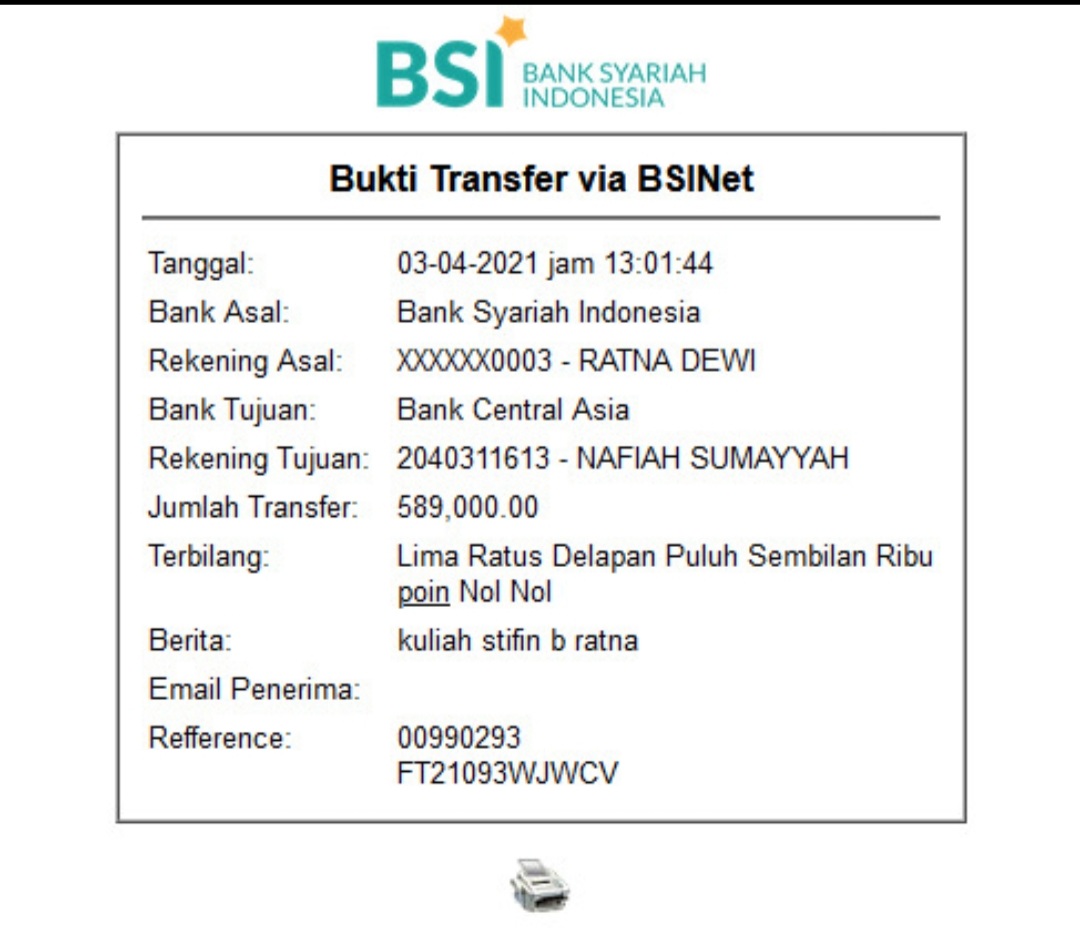 BSI BANK SYARIAH
INDONESIA
Bukti Transfer via BSINet
Tanggal: 03-04-2021 jam 13:01:44
Bank Asal: Bank Syariah Indonesia
Rekening Asal: XXXXXX0003 - RATNA DEWI
Bank Tujuan: Bank Central Asia
Rekening Tujuan: 2040311613 - NAFIAH SUMAYYAH
Jumlah Transfer: 589,000.00
Terbilang: Lima Ratus Delapan Puluh Sembilan Ribu
poin Nol Nol
Berita: kuliah stifin b ratna
Email Penerima:
Refference: 00990293
FT21093WJWCV